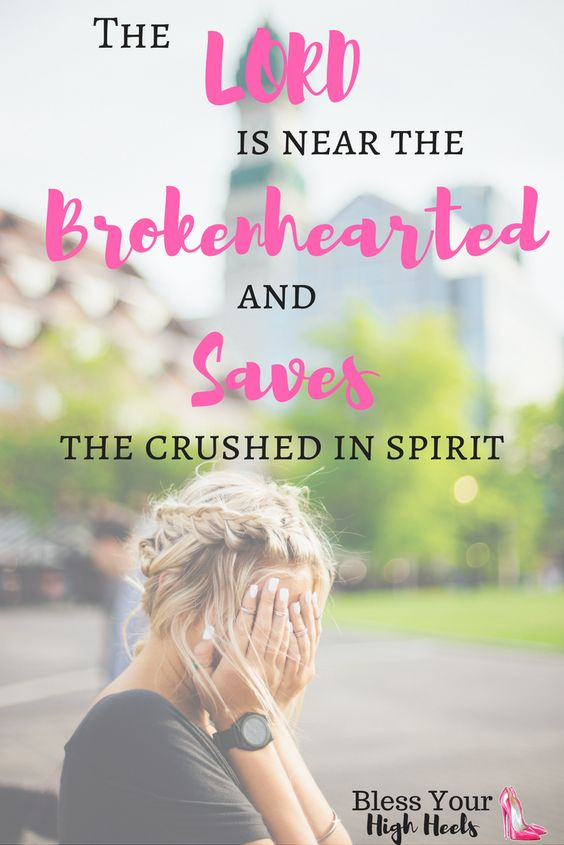 The LORD
is near the
Brokenhearted
and
Saves
the crushed in spirit
Bless Your
High Heels